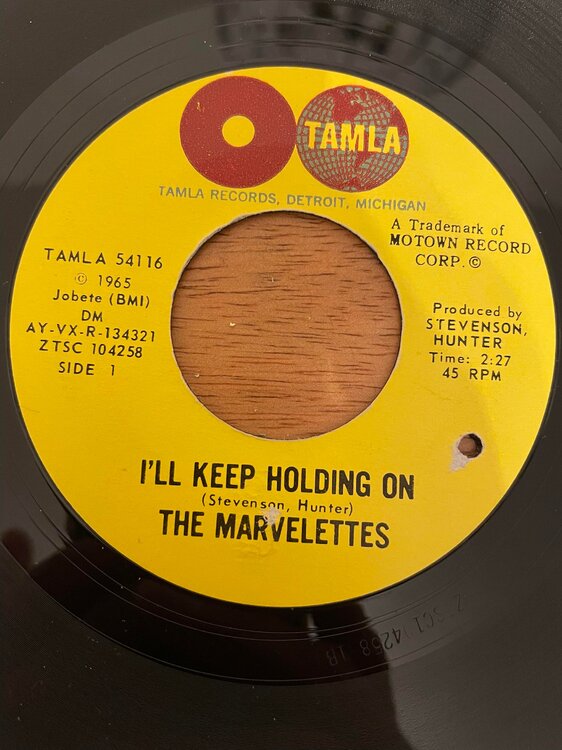 TAMLA
TAMLA RECORDS, DETROIT, MICHIGAN
A Trademark of
MOTOWN RECORD
CORP.©
TAMLA 54116
© 1965
Jobete (BMI)
DM
AY-VX-R-134321
ZTSC 104258
SIDE 1
Produced by
STEVENSON,
HUNTER
Time: 2:27
45 RPM
I'LL KEEP HOLDING ON
(Stevenson, Hunter)
THE MARVELETTES